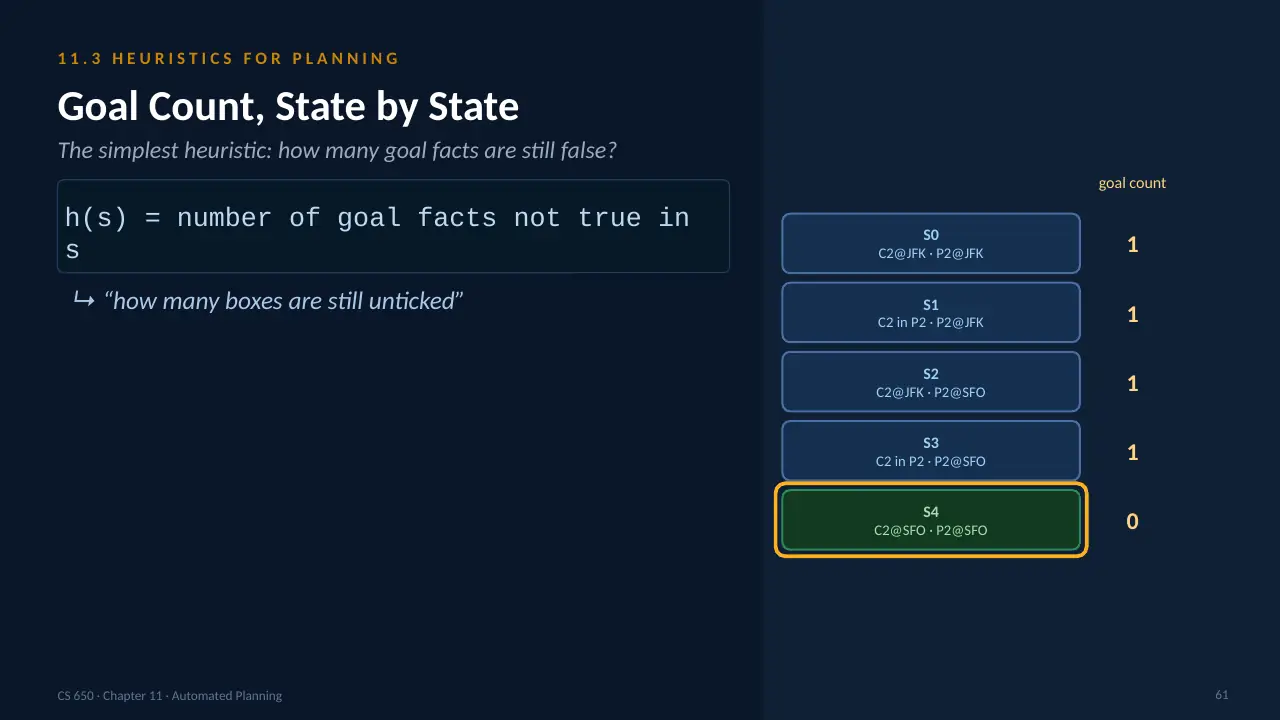 11.3 HEURISTICS FOR PLANNING
Goal Count, State by State
The simplest heuristic: how many goal facts are still false?
h(s) = number of goal facts not true in
s
↪ “how many boxes are still unticked”
goal count
S0
C2@JFK · P2@JFK
1
S1
C2 in P2 · P2@JFK
1
S2
C2@JFK · P2@SFO
1
S3
C2 in P2 · P2@SFO
1
S4
C2@SFO · P2@SFO
0
CS 650 · Chapter 11 · Automated Planning
61